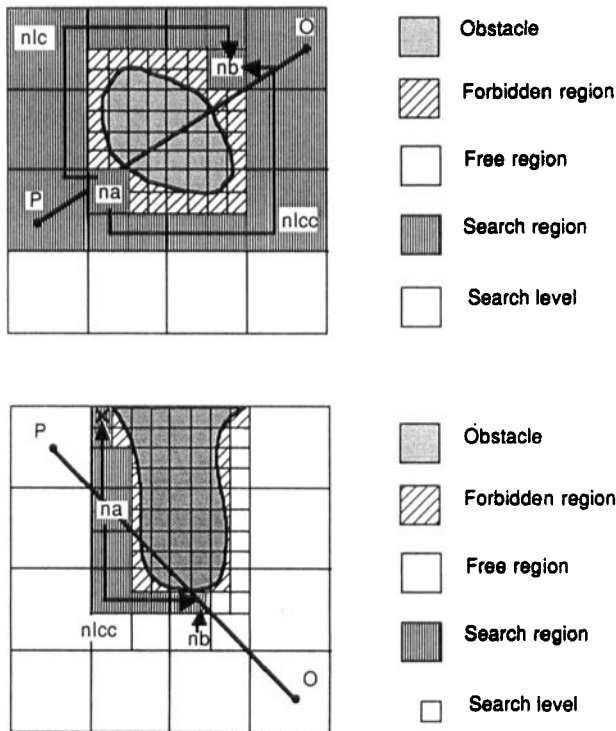 nlc
O
nb
P
na
nlcc
Obstacle
Forbidden region
Free region
Search region
Search level
P
na
nlcc
nb
O
Obstacle
Forbidden region
Free region
Search region
Search level